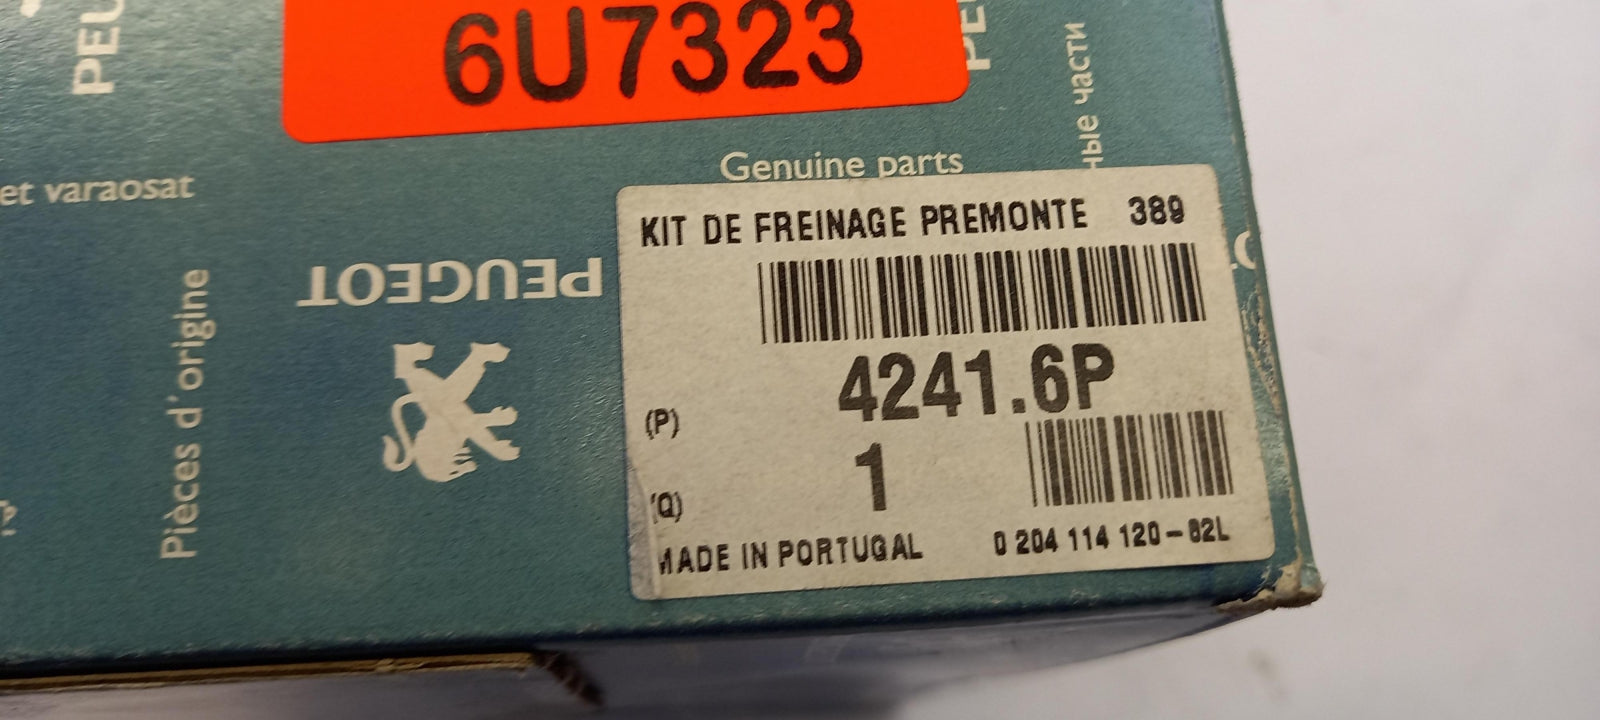 PEU
6U7323
PEU
ные части
et varaosat
Genuine parts
Pièces d'origine
PEUGEOT
KIT DE FREINAGE PREMONTE 389
4241.6P
(P)
1
(Q)
MADE IN PORTUGAL 0 204 114 120-82L